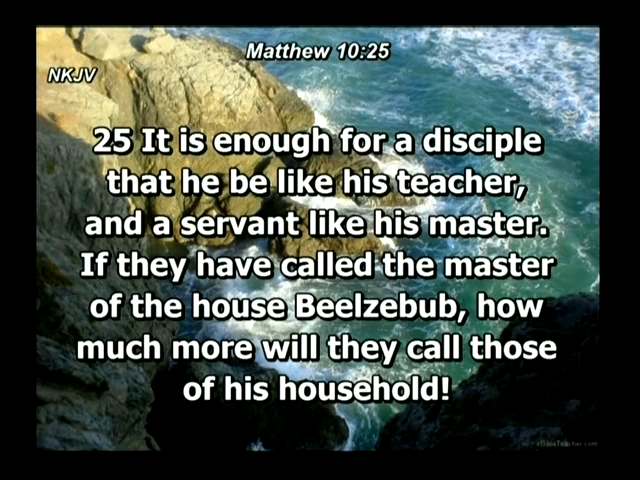 Matthew 10:25
NKJV
25 It is enough for a disciple
that he be like his teacher,
and a servant like his master.
If they have called the master
of the house Beelzebub, how
much more will they call those
of his household!
eBibleTeacher.com